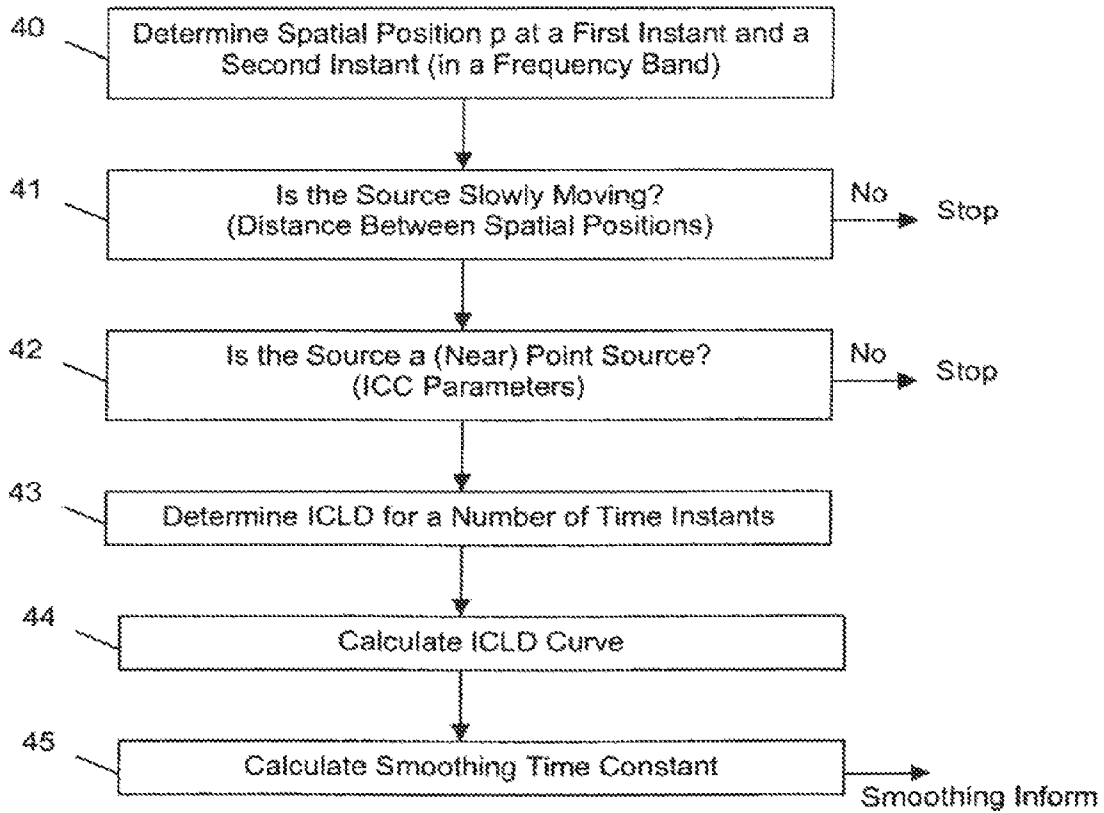 40
Determine Spatial Position p at a First Instant and a
Second Instant (in a Frequency Band)
41
Is the Source Slowly Moving?
(Distance Between Spatial Positions)
No
Stop
42
Is the Source a (Near) Point Source?
(ICC Parameters)
No
Stop
43
Determine ICLD for a Number of Time Instants
44
Calculate ICLD Curve
45
Calculate Smoothing Time Constant
Smoothing Inform